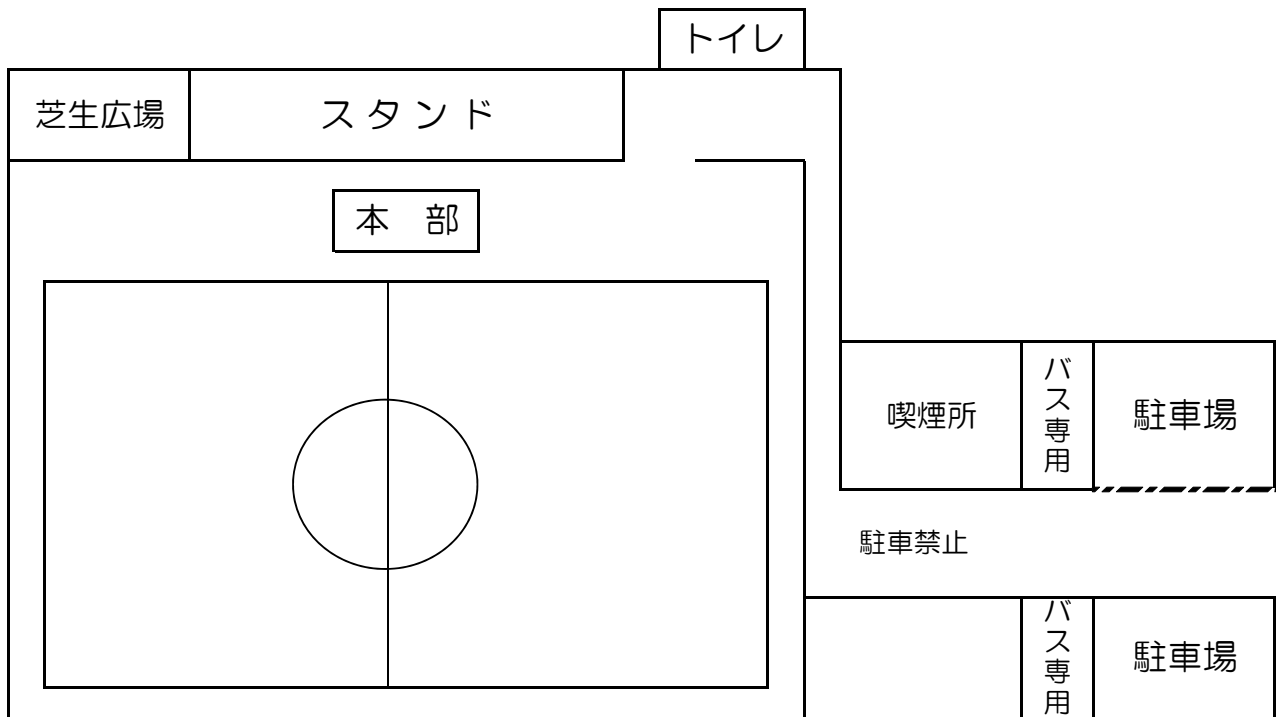 トイレ
芝生広場
スタンド
本　部
喫煙所
バス専用
駐車場
駐車禁止
バス専用
駐車場